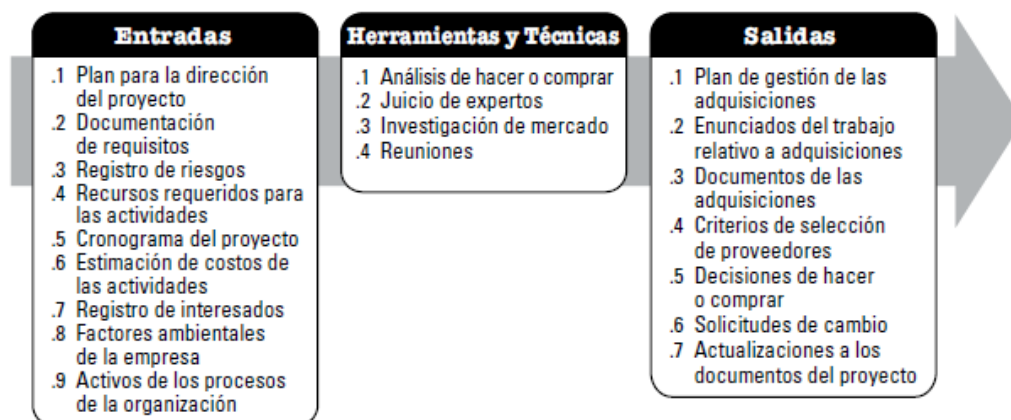 Entradas
.1 Plan para la dirección
del proyecto
.2 Documentación
de requisitos
.3 Registro de riesgos
.4 Recursos requeridos para
las actividades
.5 Cronograma del proyecto
.6 Estimación de costos de
las actividades
.7 Registro de interesados
.8 Factores ambientales
de la empresa
.9 Activos de los procesos
de la organización
Herramientas y Técnicas
.1 Análisis de hacer o comprar
.2 Juicio de expertos
.3 Investigación de mercado
.4 Reuniones
Salidas
.1 Plan de gestión de las
adquisiciones
.2 Enunciados del trabajo
relativo a adquisiciones
.3 Documentos de las
adquisiciones
.4 Criterios de selección
de proveedores
.5 Decisiones de hacer
o comprar
.6 Solicitudes de cambio
.7 Actualizaciones a los
documentos del proyecto